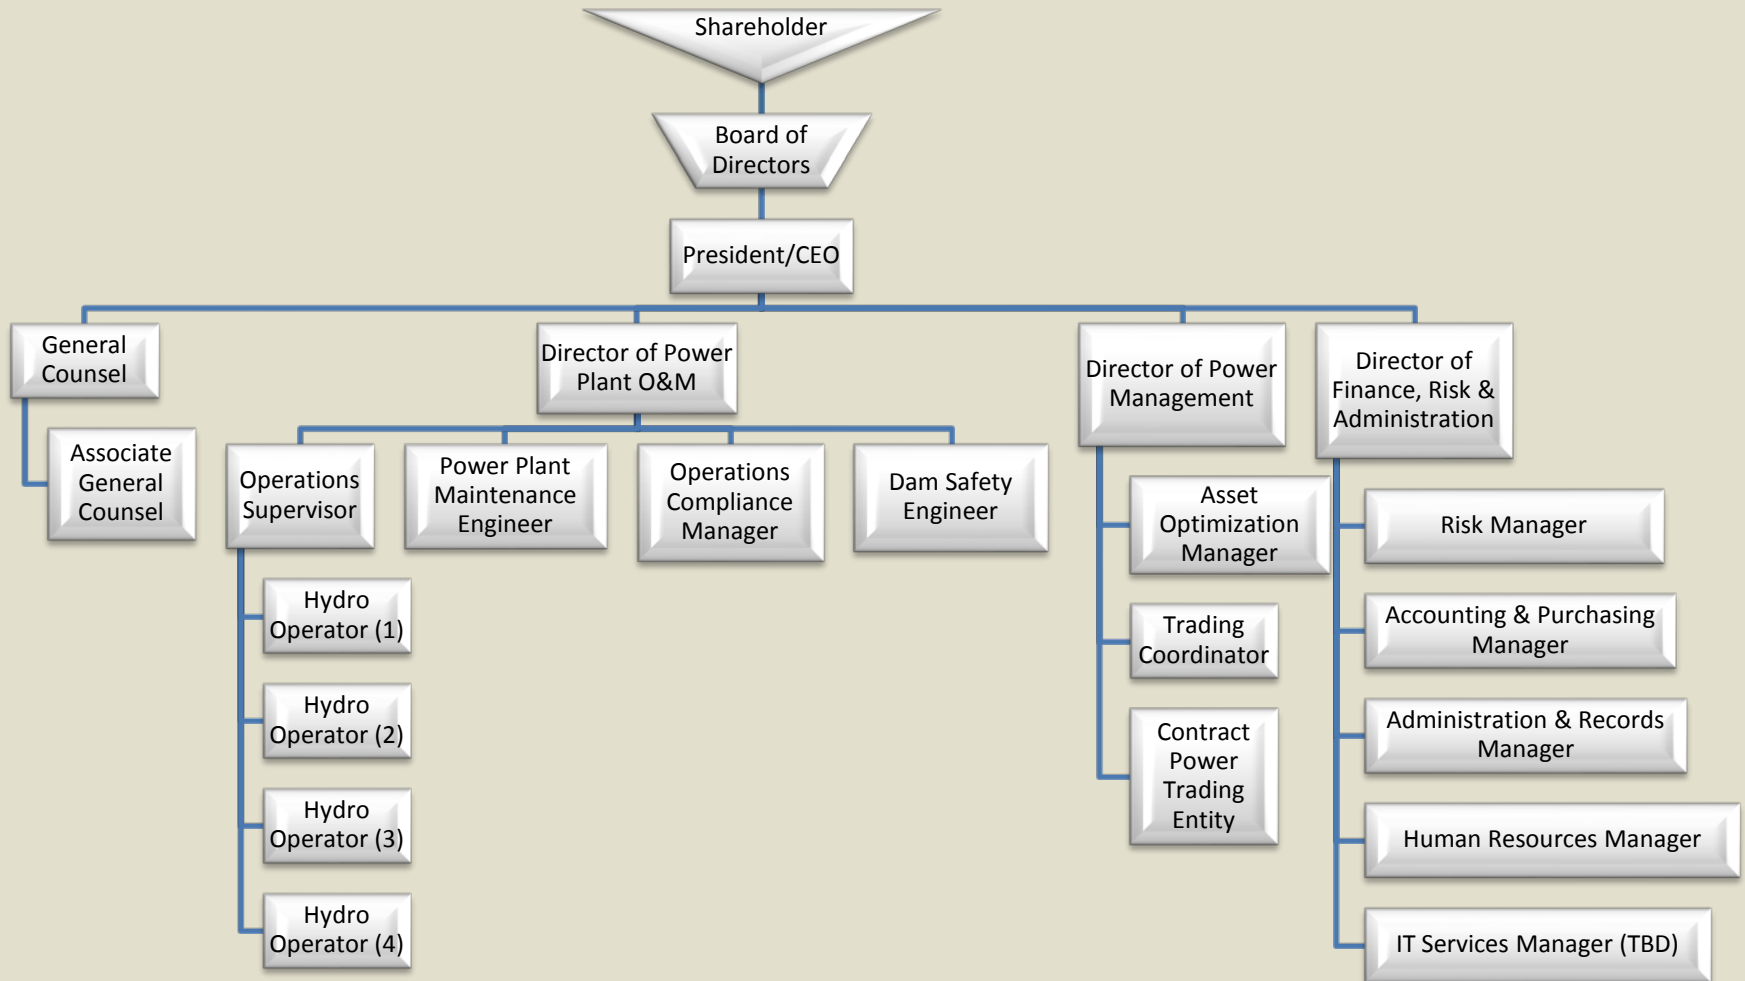 Shareholder
Board of
Directors
President/CEO
General
Counsel
Associate
General
Counsel
Director of Power
Plant O&M
Operations
Supervisor
Hydro
Operator (1)
Hydro
Operator (2)
Hydro
Operator (3)
Hydro
Operator (4)
Power Plant
Maintenance
Engineer
Operations
Compliance
Manager
Dam Safety
Engineer
Director of Power
Management
Asset
Optimization
Manager
Trading
Coordinator
Contract
Power
Trading
Entity
Director of
Finance, Risk &
Administration
Risk Manager
Accounting & Purchasing
Manager
Administration & Records
Manager
Human Resources Manager
IT Services Manager (TBD)